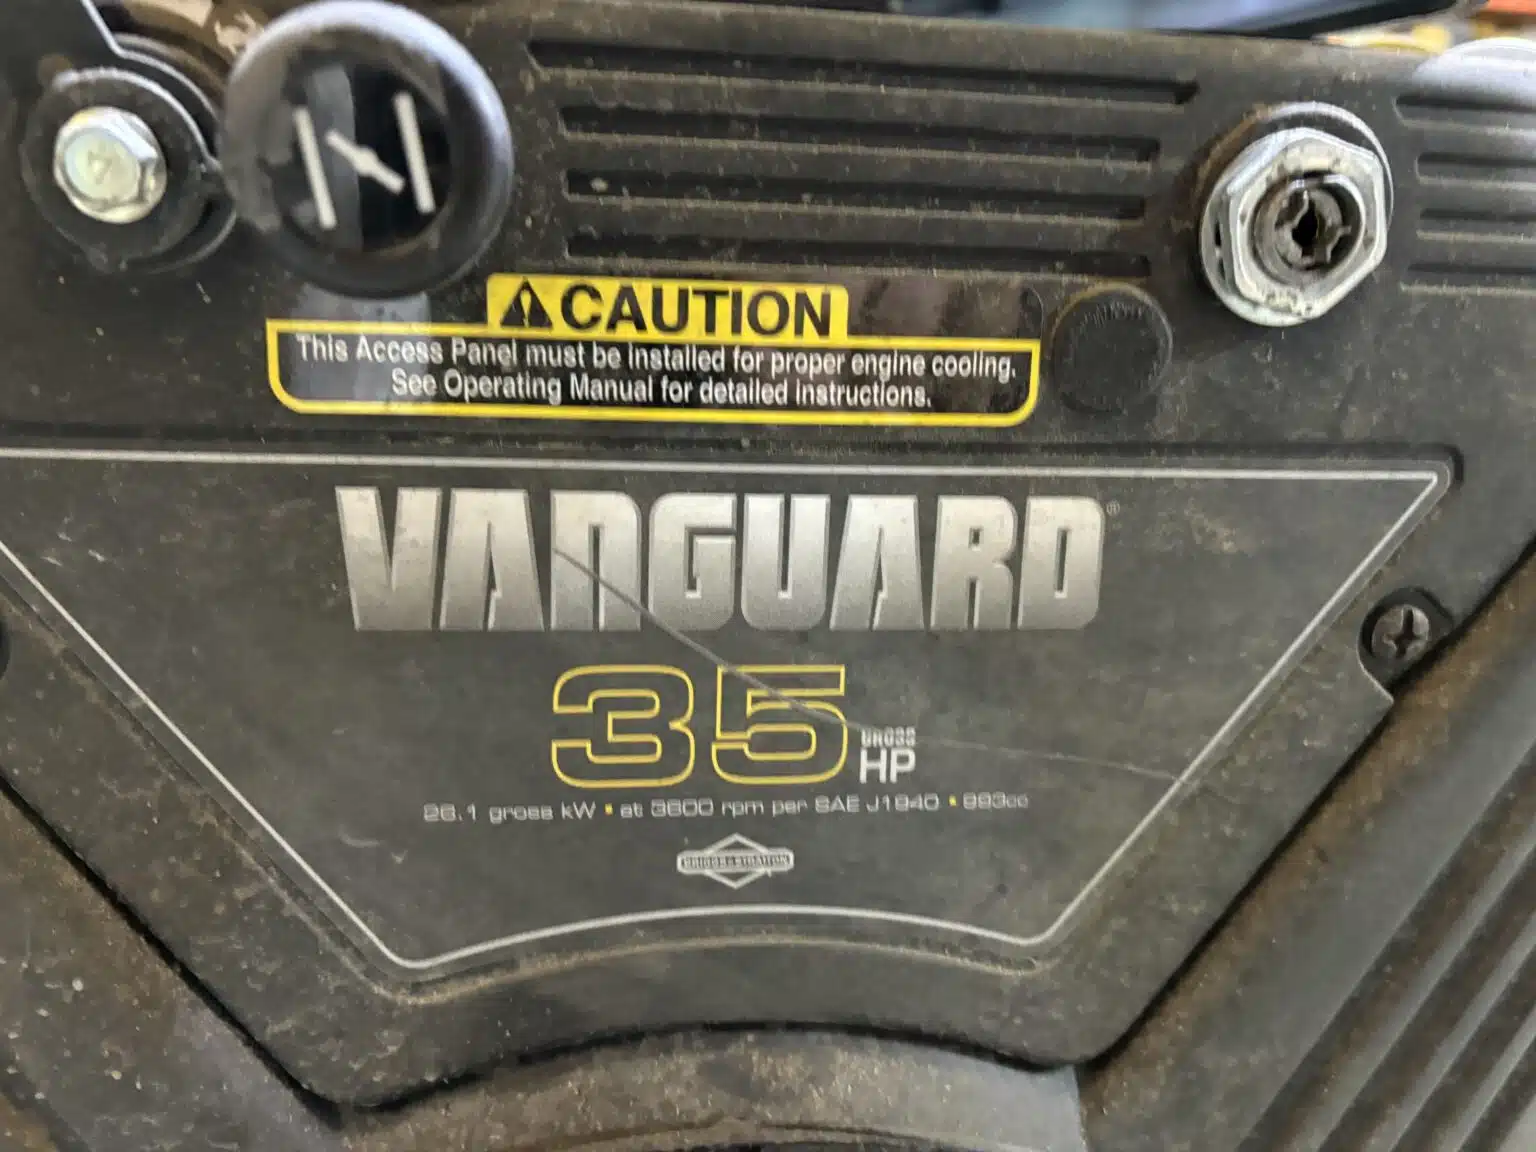 CAUTION
This Access Panel must be installed for proper engine cooling.
See Operating Manual for detailed instructions.
VANGUARD®
35
GROSS
HP
26.1 gross kW • at 3600 rpm per SAE J1940 • 993cc
BRIGGS & STRATTON